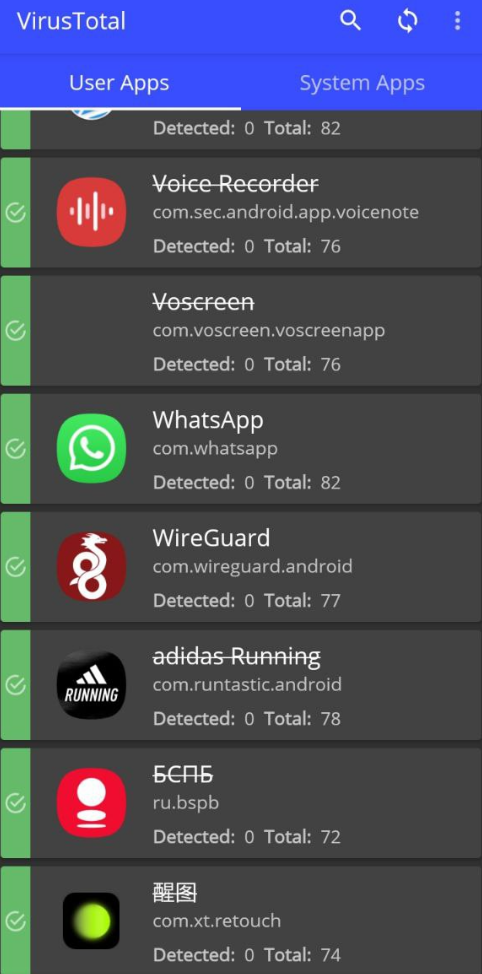 VirusTotal
User Apps
System Apps
Detected: 0 Total: 82
Voice Recorder
com.sec.android.app.voicenote
Detected: 0 Total: 76
Voscreen
com.voscreen.voscreenapp
Detected: 0 Total: 76
WhatsApp
com.whatsapp
Detected: 0 Total: 82
WireGuard
com.wireguard.android
Detected: 0 Total: 77
adidas Running
RUNNING
com.runtastic.android
Detected: 0 Total: 78
БСПБ
ru.bspb
Detected: 0 Total: 72
醒图
com.xt.retouch
Detected: 0 Total: 74